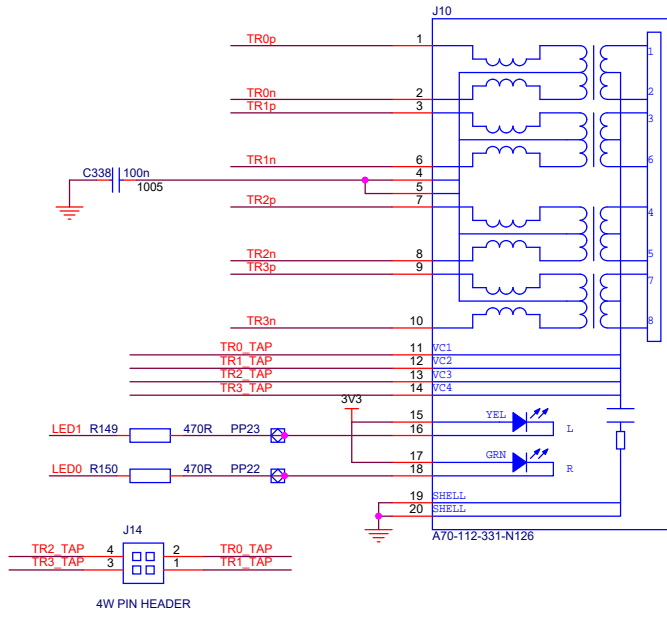 J10
TR0p 1
1
TR0n 2
2
TR1p 3
3
TR1n 6
6
C338 100n 4
1005
5
TR2p 7
4
TR2n 8
5
TR3p 9
7
TR3n 10
8
TR0_TAP 11 VC1
TR1_TAP 12 VC2
TR2_TAP 13 VC3
TR3_TAP 14 VC4
3V3
15 YEL
LED1 R149 470R PP23 16 L
17 GRN
LED0 R150 470R PP22 18 R
19 SHELL
20 SHELL
A70-112-331-N126
J14
TR2_TAP 4 2 TR0_TAP
TR3_TAP 3 1 TR1_TAP
4W PIN HEADER